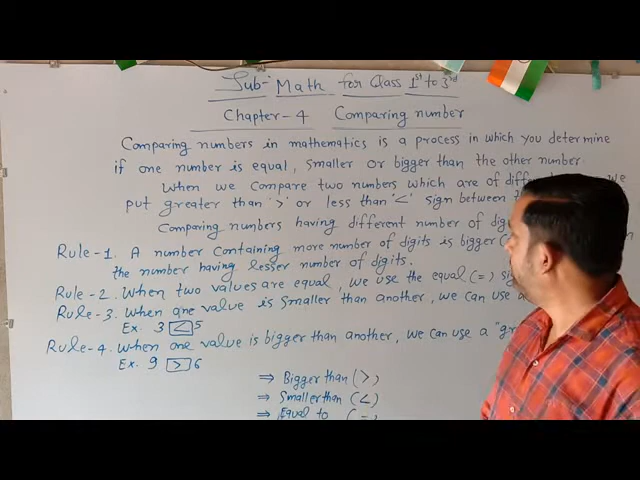 Sub:- Math for Class 1st to 3rd
Chapter-4 Comparing number
Comparing numbers in mathematics is a process in which you determine
if one number is equal, smaller or bigger than the other number.
When we compare two numbers which are of we
put greater than '>' or less than '<' sign between
Comparing numbers having different number of
Rule-1. A number containing more number of digits is bigger
the number having lesser number of digits.
Rule-2. When two values are equal, we use the equal (=)
Rule-3. When one value is smaller than another, we can use a
Ex. 3 < 5
Rule-4. When one value is bigger than another, we can use a
Ex. 9 > 6
⇒ Bigger than (>)
⇒ Smaller than (<)
⇒ Equal to (=)